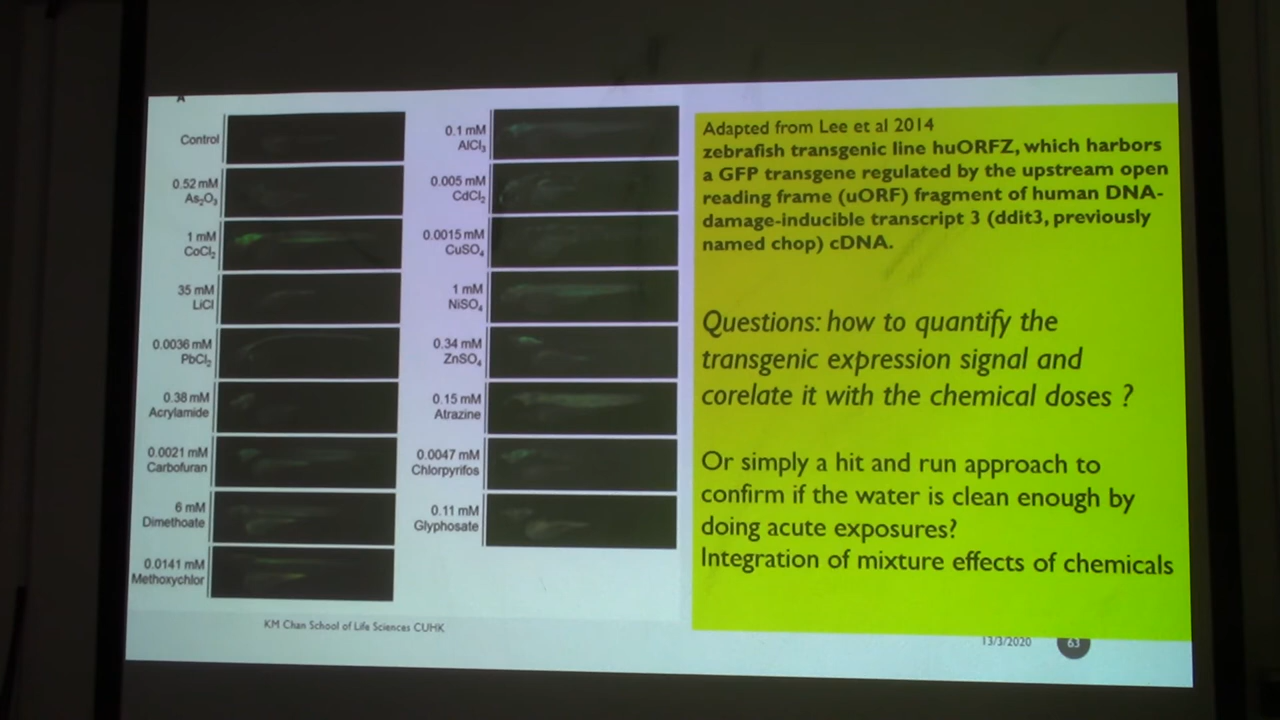 A
Control
0.52 mM
As₂O₃
1 mM
CoCl₂
35 mM
LiCl
0.0036 mM
PbCl₂
0.38 mM
Acrylamide
0.0021 mM
Carbofuran
6 mM
Dimethoate
0.0141 mM
Methoxychlor
0.1 mM
AlCl₃
0.005 mM
CdCl₂
0.0015 mM
CuSO₄
1 mM
NiSO₄
0.34 mM
ZnSO₄
0.15 mM
Atrazine
0.0047 mM
Chlorpyrifos
0.11 mM
Glyphosate
Adapted from Lee et al 2014
zebrafish transgenic line huORFZ, which harbors
a GFP transgene regulated by the upstream open
reading frame (uORF) fragment of human DNA-
damage-inducible transcript 3 (ddit3, previously
named chop) cDNA.
Questions: how to quantify the
transgenic expression signal and
corelate it with the chemical doses ?
Or simply a hit and run approach to
confirm if the water is clean enough by
doing acute exposures?
Integration of mixture effects of chemicals
KM Chan School of Life Sciences CUHK
13/3/2020
63